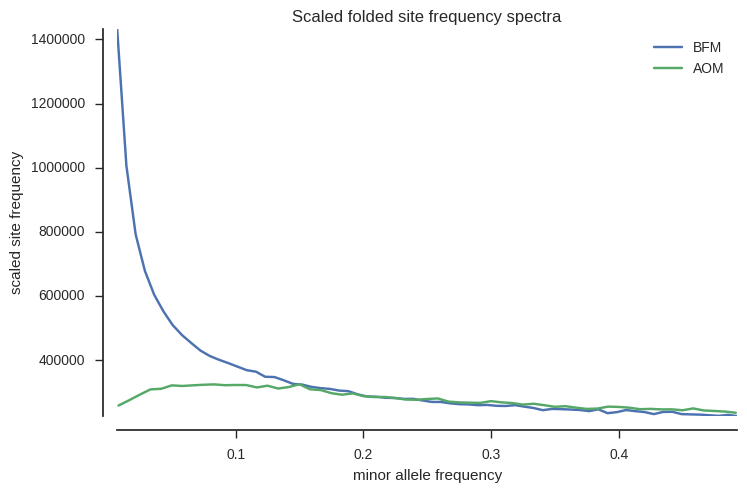 Scaled folded site frequency spectra
BFM
AOM
1400000
1200000
1000000
800000
600000
400000
scaled site frequency
0.1
0.2
0.3
0.4
minor allele frequency